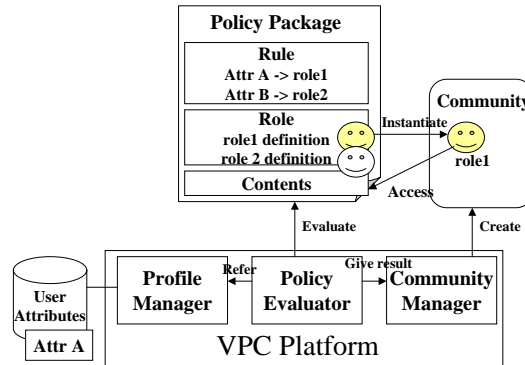 Policy Package
Rule
Attr A -> role1
Attr B -> role2
Role
role1 definition
role 2 definition
Contents
Instantiate
Community
role1
Access
Evaluate
Create
User
Attributes
Attr A
Profile
Manager
Refer
Policy
Evaluator
Give result
Community
Manager
VPC Platform